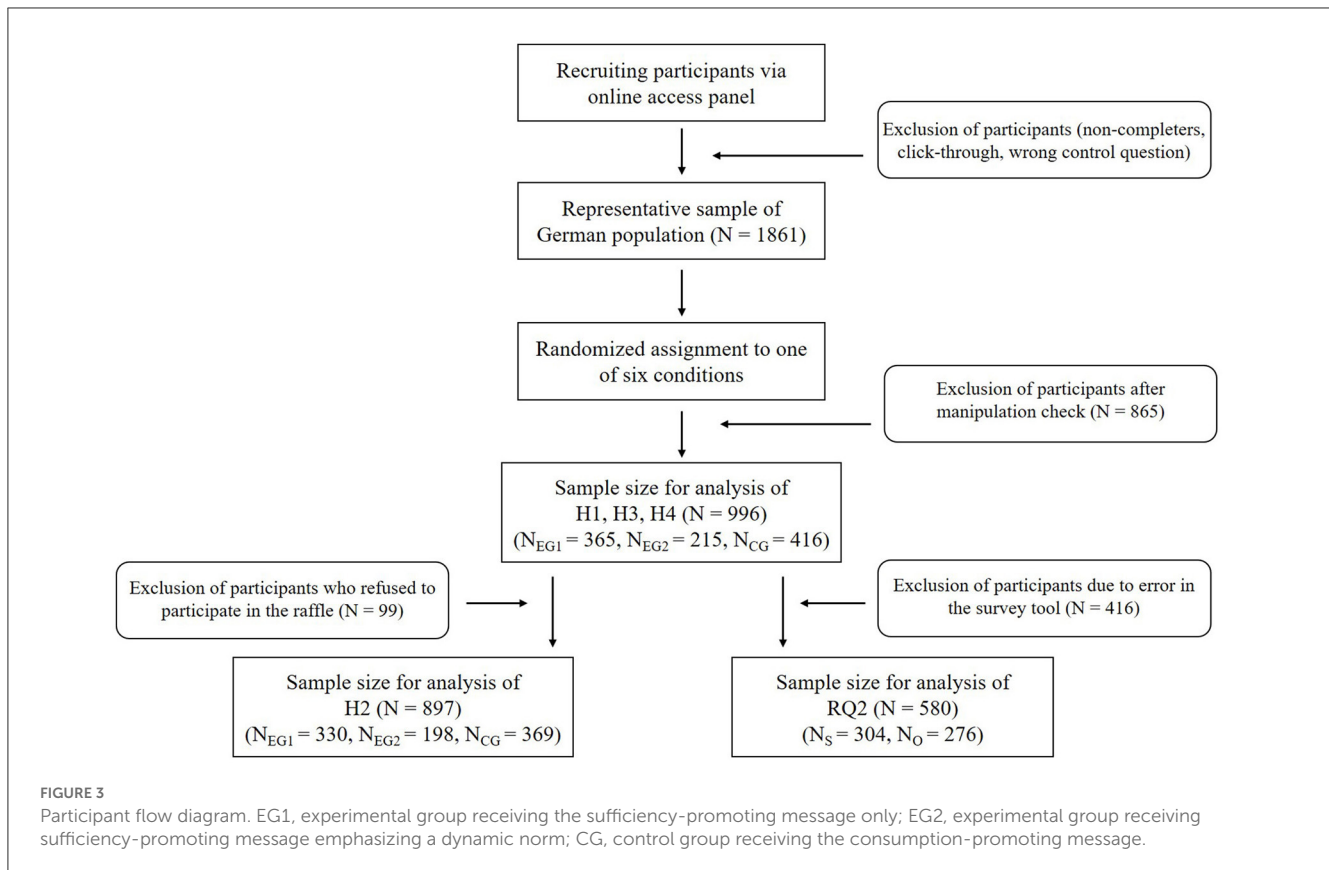 Recruiting participants via
online access panel
Exclusion of participants (non-completers,
click-through, wrong control question)
Representative sample of
German population (N = 1861)
Randomized assignment to one
of six conditions
Exclusion of participants after
manipulation check (N = 865)
Sample size for analysis of
H1, H3, H4 (N = 996)
(NEG1 = 365, NEG2 = 215, NCG = 416)
Exclusion of participants who refused to
participate in the raffle (N = 99)
Exclusion of participants due to error in
the survey tool (N = 416)
Sample size for analysis of
H2 (N = 897)
(NEG1 = 330, NEG2 = 198, NCG = 369)
Sample size for analysis of
RQ2 (N = 580)
(NS = 304, NO = 276)
FIGURE 3
Participant flow diagram. EG1, experimental group receiving the sufficiency-promoting message only; EG2, experimental group receiving
sufficiency-promoting message emphasizing a dynamic norm; CG, control group receiving the consumption-promoting message.